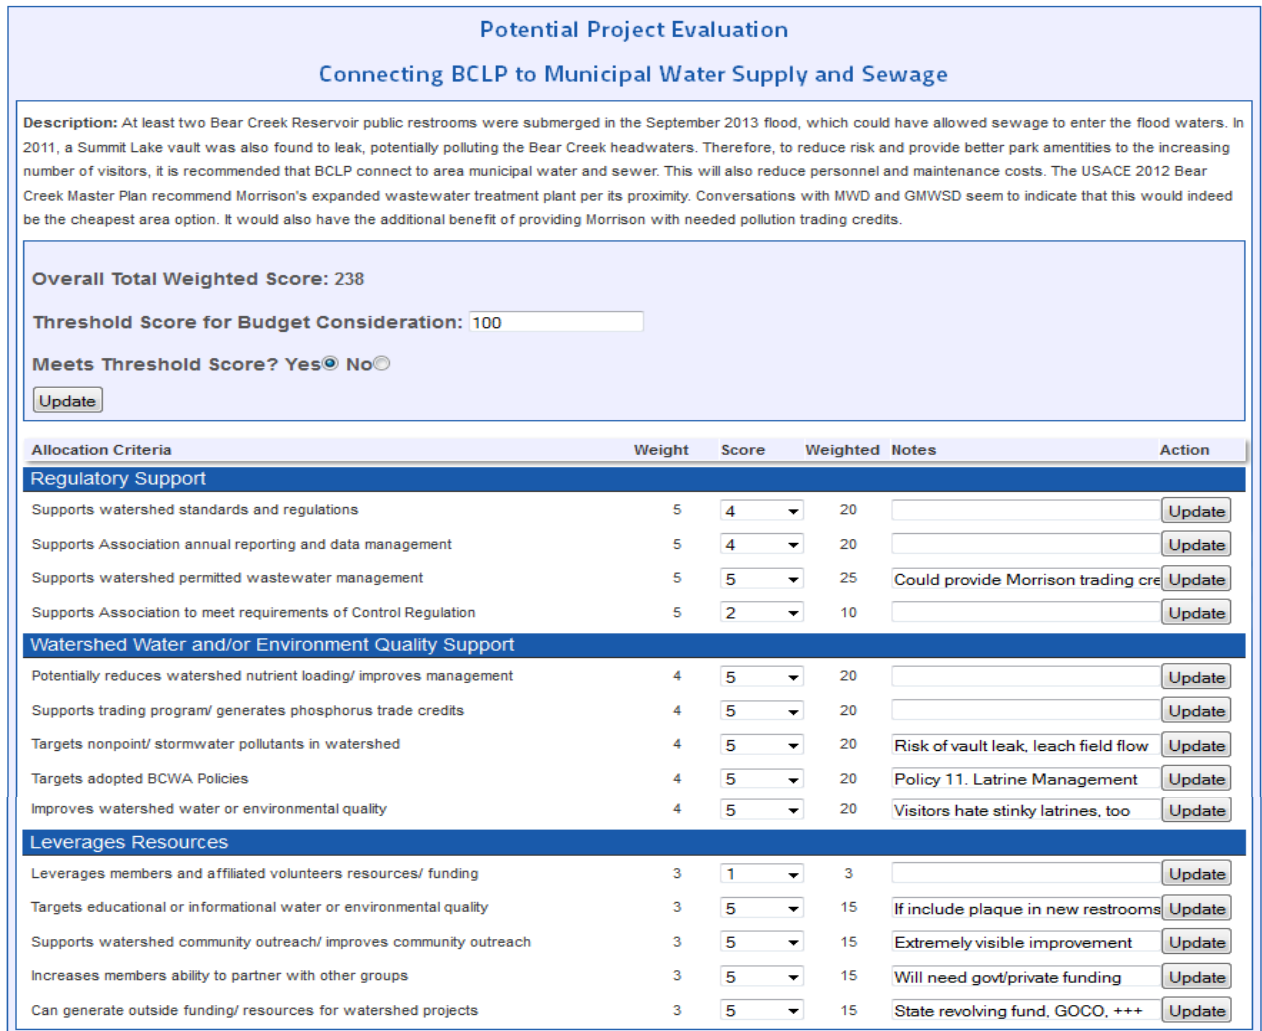 Potential Project Evaluation
Connecting BCLP to Municipal Water Supply and Sewage
Description: At least two Bear Creek Reservoir public restrooms were submerged in the September 2013 flood, which could have allowed sewage to enter the flood waters. In
2011, a Summit Lake vault was also found to leak, potentially polluting the Bear Creek headwaters. Therefore, to reduce risk and provide better park amentities to the increasing
number of visitors, it is recommended that BCLP connect to area municipal water and sewer. This will also reduce personnel and maintenance costs. The USACE 2012 Bear
Creek Master Plan recommend Morrison's expanded wastewater treatment plant per its proximity. Conversations with MWD and GMWSD seem to indicate that this would indeed
be the cheapest area option. It would also have the additional benefit of providing Morrison with needed pollution trading credits.
Overall Total Weighted Score: 238
Threshold Score for Budget Consideration: 100
Meets Threshold Score? Yes No
Update
Allocation Criteria Weight Score Weighted Notes Action
Regulatory Support
Supports watershed standards and regulations 5 4 20 Update
Supports Association annual reporting and data management 5 4 20 Update
Supports watershed permitted wastewater management 5 5 25 Could provide Morrison trading cre Update
Supports Association to meet requirements of Control Regulation 5 2 10 Update
Watershed Water and/or Environment Quality Support
Potentially reduces watershed nutrient loading/ improves management 4 5 20 Update
Supports trading program/ generates phosphorus trade credits 4 5 20 Update
Targets nonpoint/ stormwater pollutants in watershed 4 5 20 Risk of vault leak, leach field flow Update
Targets adopted BCWA Policies 4 5 20 Policy 11. Latrine Management Update
Improves watershed water or environmental quality 4 5 20 Visitors hate stinky latrines, too Update
Leverages Resources
Leverages members and affiliated volunteers resources/ funding 3 1 3 Update
Targets educational or informational water or environmental quality 3 5 15 If include plaque in new restrooms Update
Supports watershed community outreach/ improves community outreach 3 5 15 Extremely visible improvement Update
Increases members ability to partner with other groups 3 5 15 Will need govt/private funding Update
Can generate outside funding/ resources for watershed projects 3 5 15 State revolving fund, GOCO, +++ Update